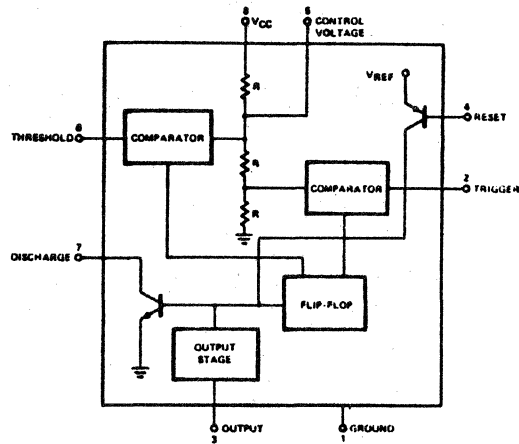 8 VCC
5 CONTROL VOLTAGE
R
VREF
4
RESET
6
THRESHOLD
COMPARATOR
R
COMPARATOR
2
TRIGGER
R
7
DISCHARGE
FLIP-FLOP
OUTPUT
STAGE
3 OUTPUT
1 GROUND